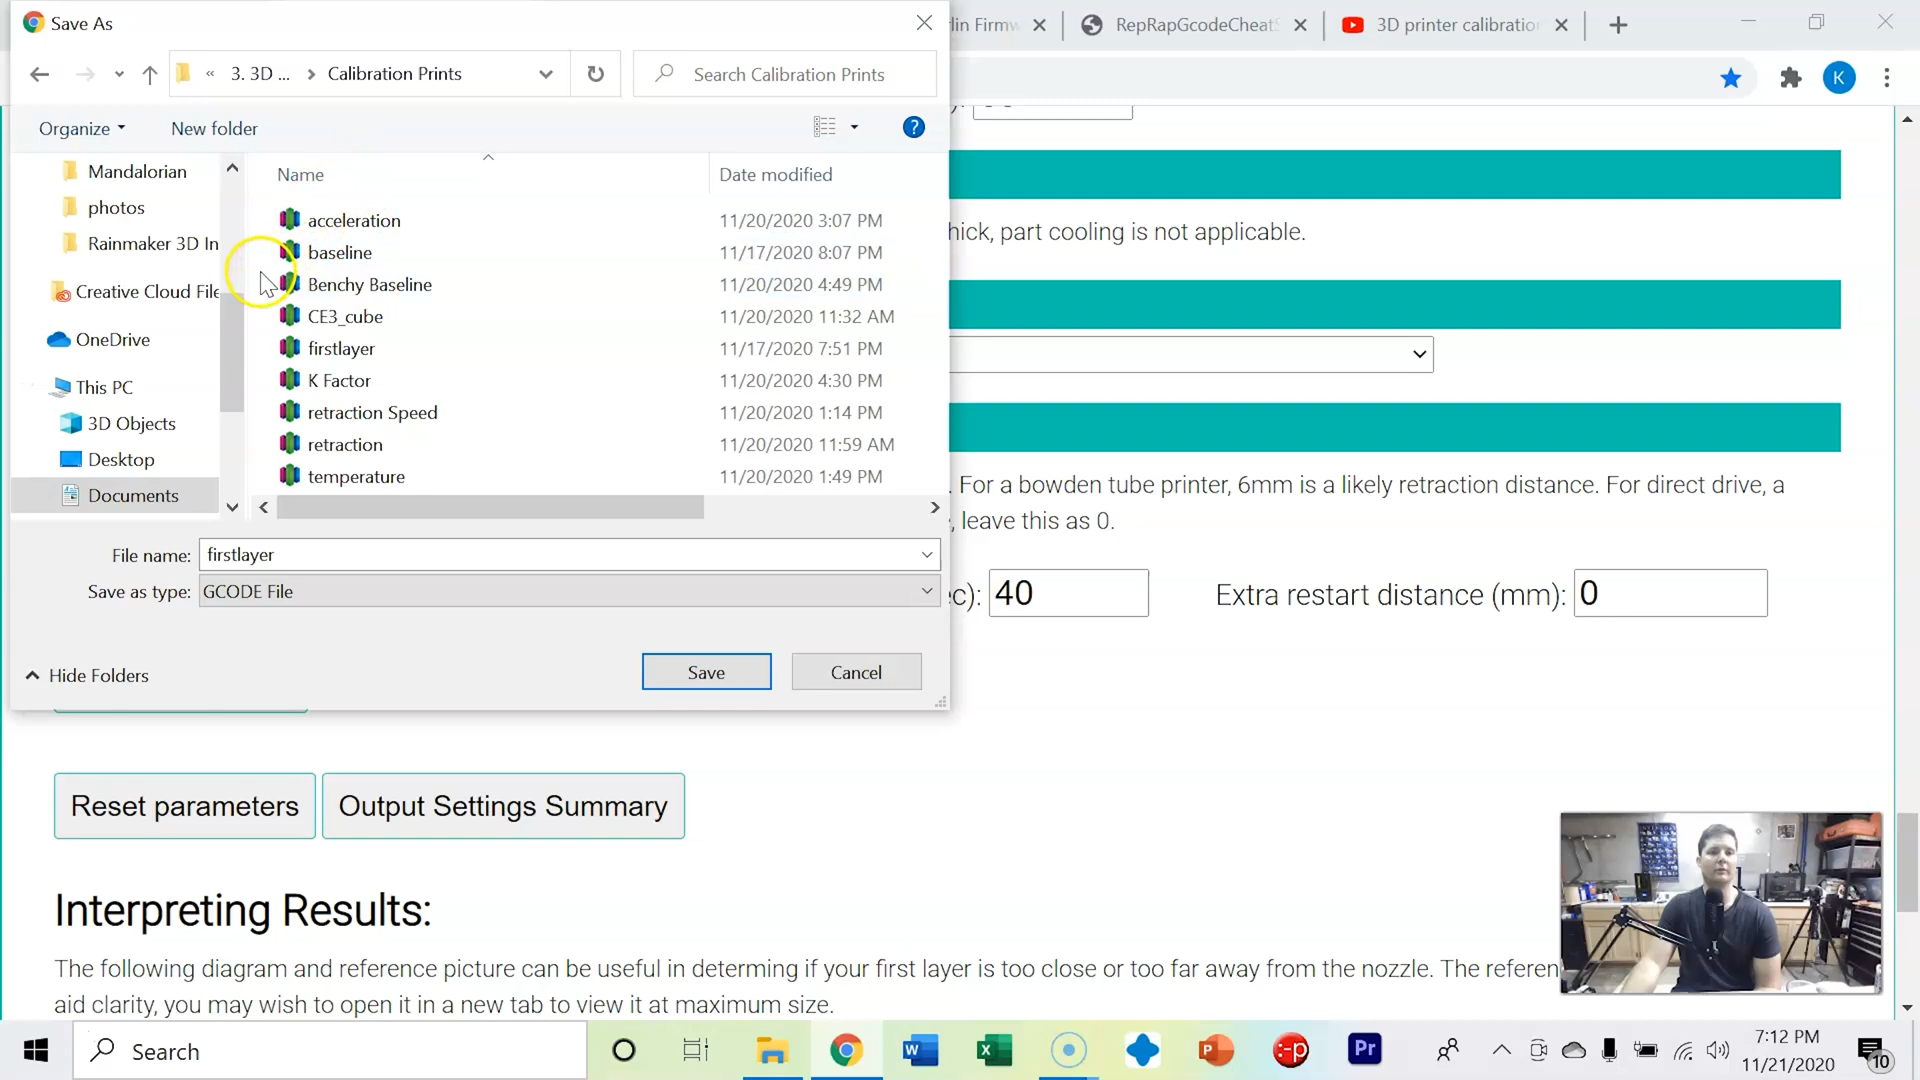 Save As
lin Firmw
RepRapGcodeCheatS
3D printer calibration
« 3. 3D ... > Calibration Prints
Search Calibration Prints
K
Organize
New folder
?
Mandalorian
photos
Rainmaker 3D In
Creative Cloud File
OneDrive
This PC
3D Objects
Desktop
Documents
Name
Date modified
acceleration 11/20/2020 3:07 PM
baseline 11/17/2020 8:07 PM
Benchy Baseline 11/20/2020 4:49 PM
CE3_cube 11/20/2020 11:32 AM
firstlayer 11/17/2020 7:51 PM
K Factor 11/20/2020 4:30 PM
retraction Speed 11/20/2020 1:14 PM
retraction 11/20/2020 11:59 AM
temperature 11/20/2020 1:49 PM
File name: firstlayer
Save as type: GCODE File
Hide Folders
Save
Cancel
hick, part cooling is not applicable.
. For a bowden tube printer, 6mm is a likely retraction distance. For direct drive, a
, leave this as 0.
ec): 40 Extra restart distance (mm): 0
Reset parameters
Output Settings Summary
Interpreting Results:
The following diagram and reference picture can be useful in determing if your first layer is too close or too far away from the nozzle. The referen
aid clarity, you may wish to open it in a new tab to view it at maximum size.
Search
W
X
P
:-p
Pr
7:12 PM
11/21/2020
10